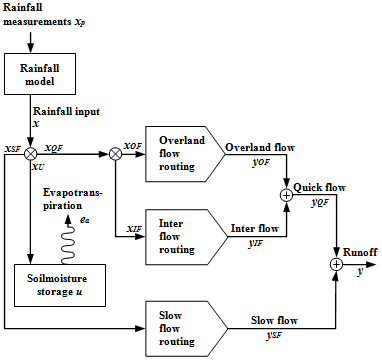 Rainfall
measurements xp
Rainfall
model
Rainfall input
x
xSF
xQF
xU
xOF
Overland
flow
routing
Overland flow
yOF
Evapotrans-
piration
ea
xIF
Inter
flow
routing
Inter flow
yIF
Quick flow
yQF
Runoff
y
Soilmoisture
storage u
Slow
flow
routing
Slow flow
ySF